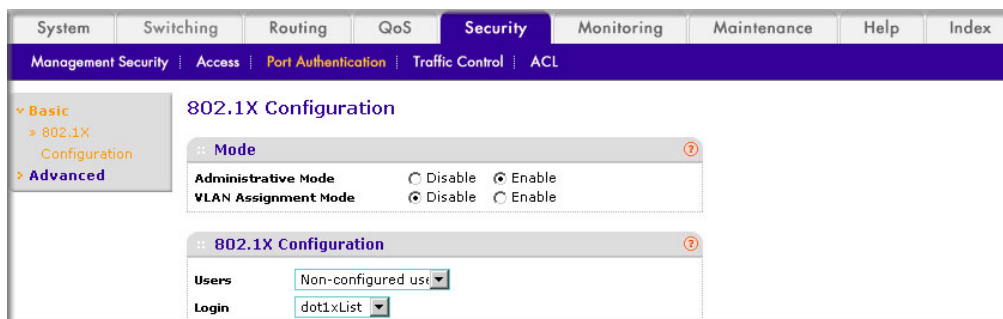 System Switching Routing QoS Security Monitoring Maintenance Help Index
Management Security | Access | Port Authentication | Traffic Control | ACL
Basic
» 802.1X
Configuration
Advanced
802.1X Configuration
Mode
Administrative Mode Disable Enable
VLAN Assignment Mode Disable Enable
802.1X Configuration
Users Non-configured use
Login dot1xList